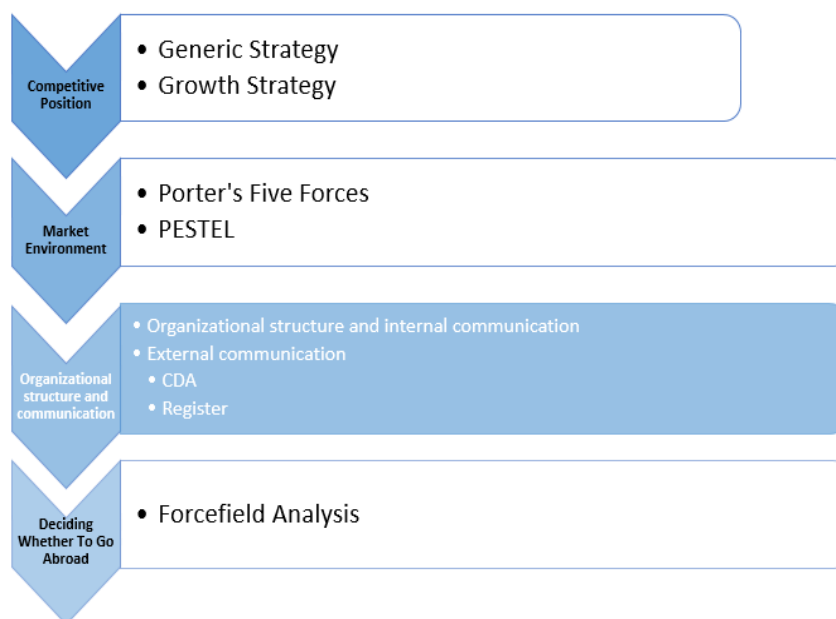 Competitive
Position
• Generic Strategy
• Growth Strategy
Market
Environment
• Porter's Five Forces
• PESTEL
Organizational
structure and
communication
• Organizational structure and internal communication
• External communication
• CDA
• Register
Deciding
Whether To Go
Abroad
• Forcefield Analysis